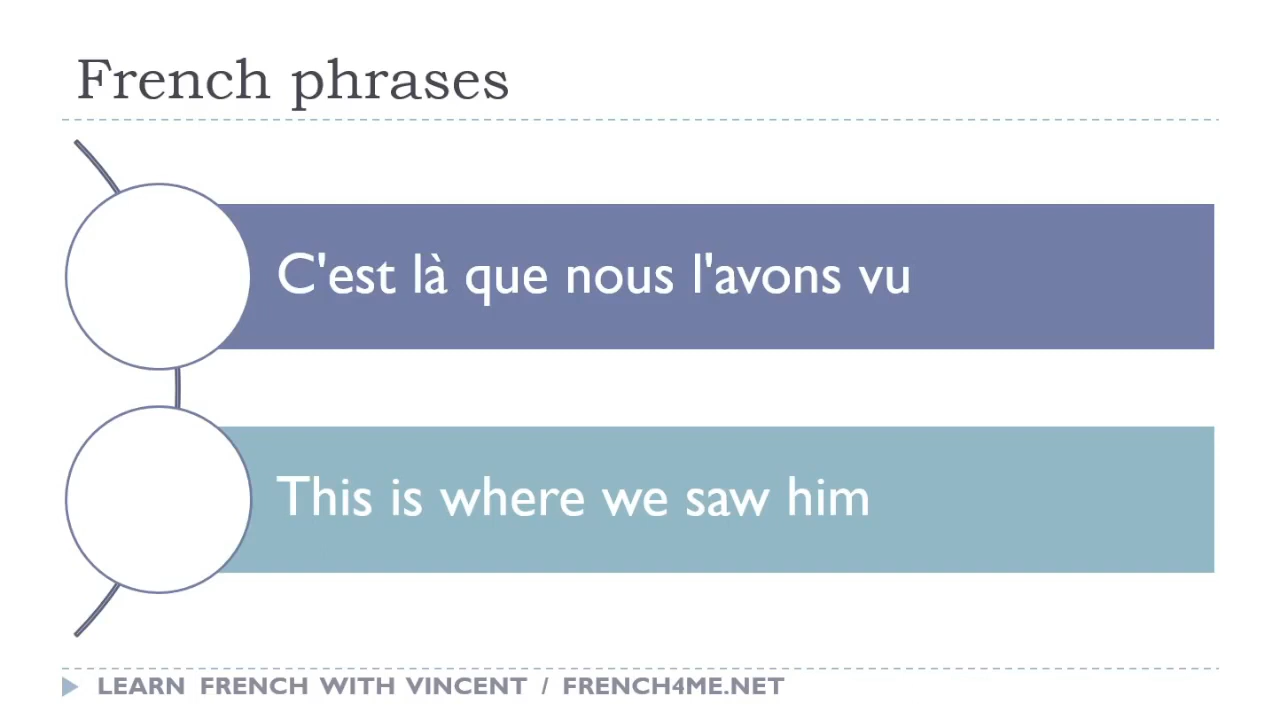 French phrases
C'est là que nous l'avons vu
This is where we saw him
LEARN FRENCH WITH VINCENT / FRENCH4ME.NET